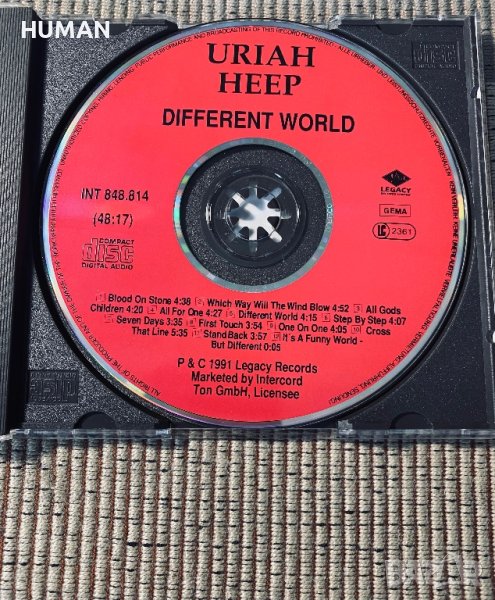 HUMAN
URIAH
HEEP
DIFFERENT WORLD
INT 848.814
(48:17)
COMPACT
disc
DIGITAL AUDIO
LEGACY
GEMA
LC 2361
1 Blood On Stone 4:38 2 Which Way Will The Wind Blow 4:52 3 All Gods
Children 4:20 4 All For One 4:27 5 Different World 4:15 6 Step By Step 4:07
7 Seven Days 3:35 8 First Touch 3:54 9 One On One 4:05 10 Cross
That Line 5:35 11 Stand Back 3:57 12 It´s A Funny World -
But Different 0:05
P & C 1991 Legacy Records
Marketed by Intercord
Ton GmbH, Licensee